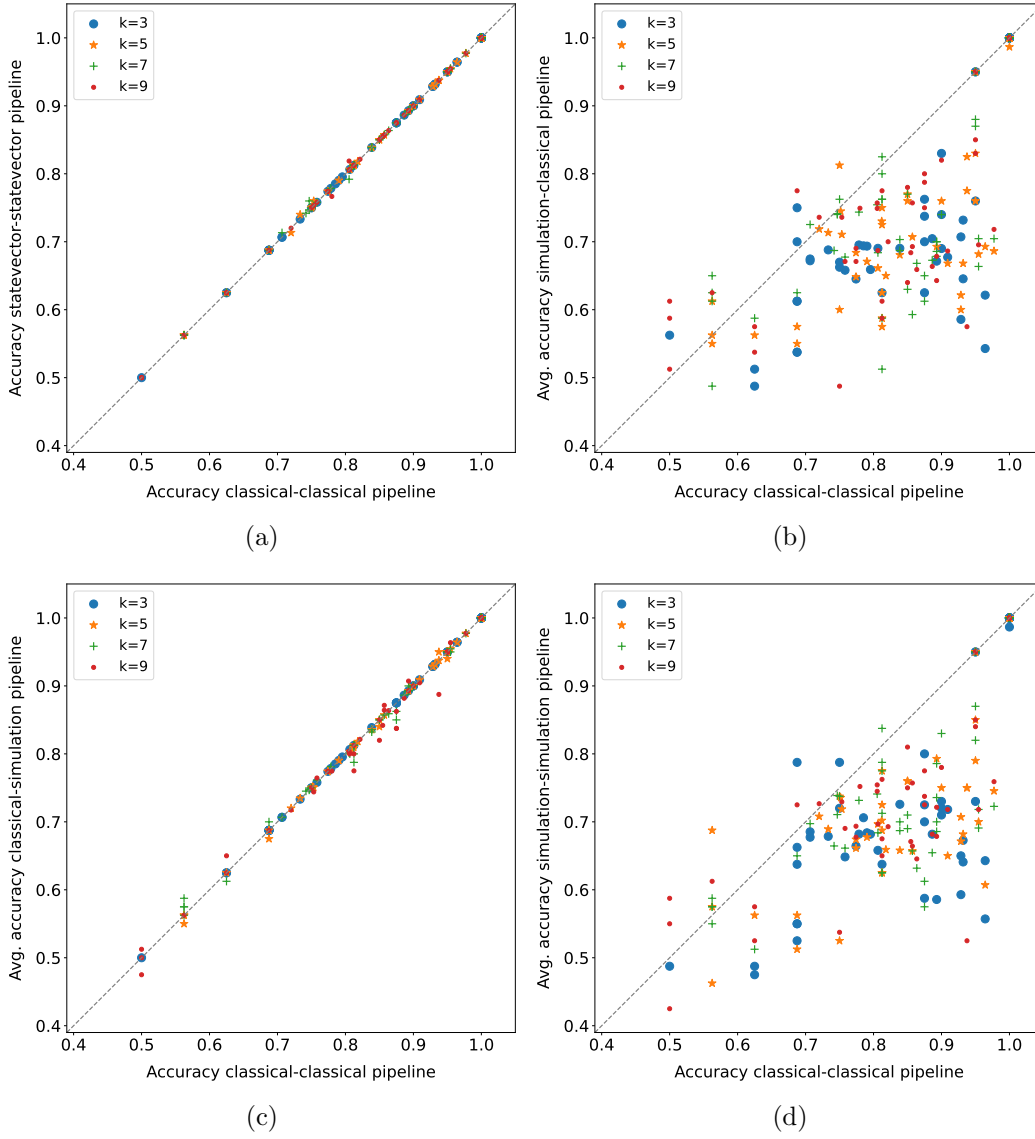 1.0
0.9
0.8
0.7
0.6
0.5
0.4
0.4 0.5 0.6 0.7 0.8 0.9 1.0
Accuracy statevector-statevector pipeline
Accuracy classical-classical pipeline
k=3
k=5
k=7
k=9
(a)
1.0
0.9
0.8
0.7
0.6
0.5
0.4
0.4 0.5 0.6 0.7 0.8 0.9 1.0
Avg. accuracy simulation-classical pipeline
Accuracy classical-classical pipeline
k=3
k=5
k=7
k=9
(b)
1.0
0.9
0.8
0.7
0.6
0.5
0.4
0.4 0.5 0.6 0.7 0.8 0.9 1.0
Avg. accuracy classical-simulation pipeline
Accuracy classical-classical pipeline
k=3
k=5
k=7
k=9
(c)
1.0
0.9
0.8
0.7
0.6
0.5
0.4
0.4 0.5 0.6 0.7 0.8 0.9 1.0
Avg. accuracy simulation-simulation pipeline
Accuracy classical-classical pipeline
k=3
k=5
k=7
k=9
(d)